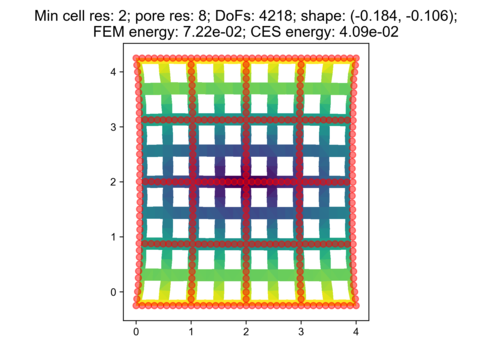 Min cell res: 2; pore res: 8; DoFs: 4218; shape: (-0.184, -0.106);
FEM energy: 7.22e-02; CES energy: 4.09e-02
4
3
2
1
0
0 1 2 3 4